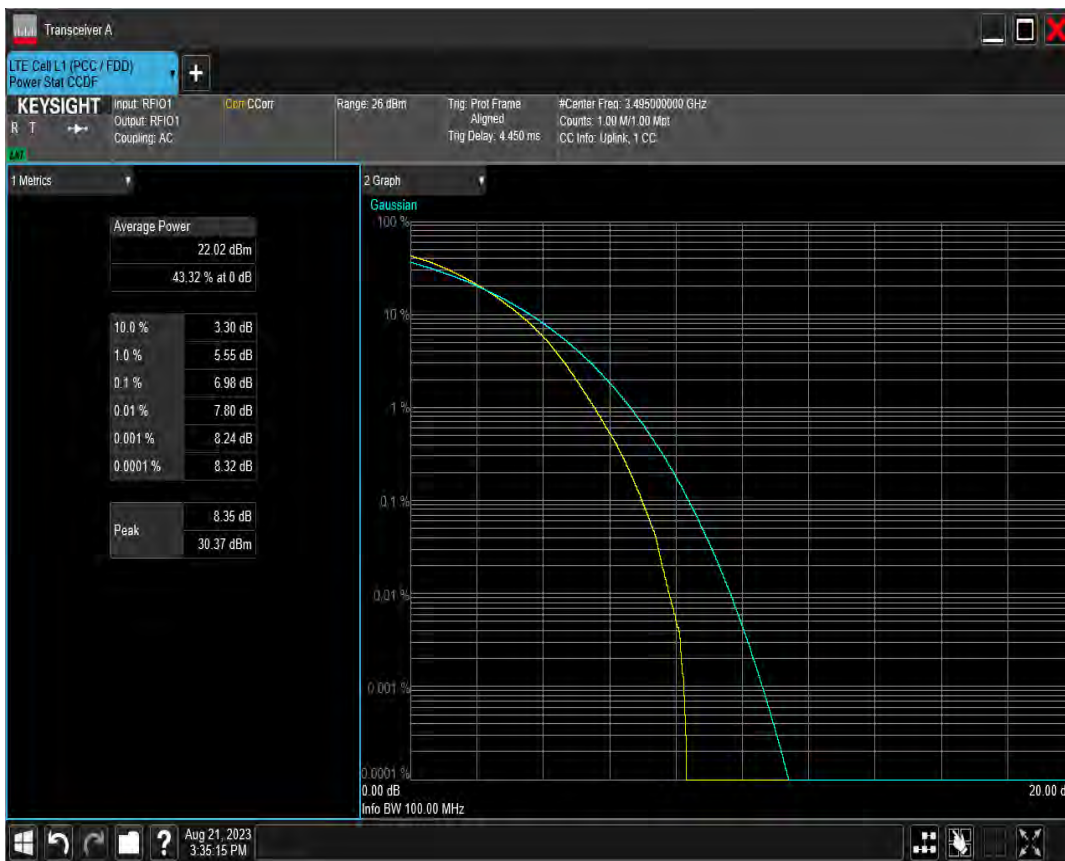 Transceiver A
LTE Cell L1 (PCC / FDD)
Power Stat CCDF
+
KEYSIGHT
R T
LXI
Input: RFIO1
Output: RFIO1
Coupling: AC
Corr CCorr
Range: 26 dBm
Trig: Prot Frame
Aligned
Trig Delay: 4.450 ms
#Center Freq: 3.495000000 GHz
Counts: 1.00 M/1.00 Mpt
CC Info: Uplink, 1 CC
1 Metrics
Average Power
22.02 dBm
43.32 % at 0 dB
10.0 % 3.30 dB
1.0 % 5.55 dB
0.1 % 6.98 dB
0.01 % 7.80 dB
0.001 % 8.24 dB
0.0001 % 8.32 dB
Peak
8.35 dB
30.37 dBm
2 Graph
Gaussian
100 %
10 %
1 %
0.1 %
0.01 %
0.001 %
0.0001 %
0.00 dB
20.00 d
Info BW 100.00 MHz
?
Aug 21, 2023
3:35:15 PM